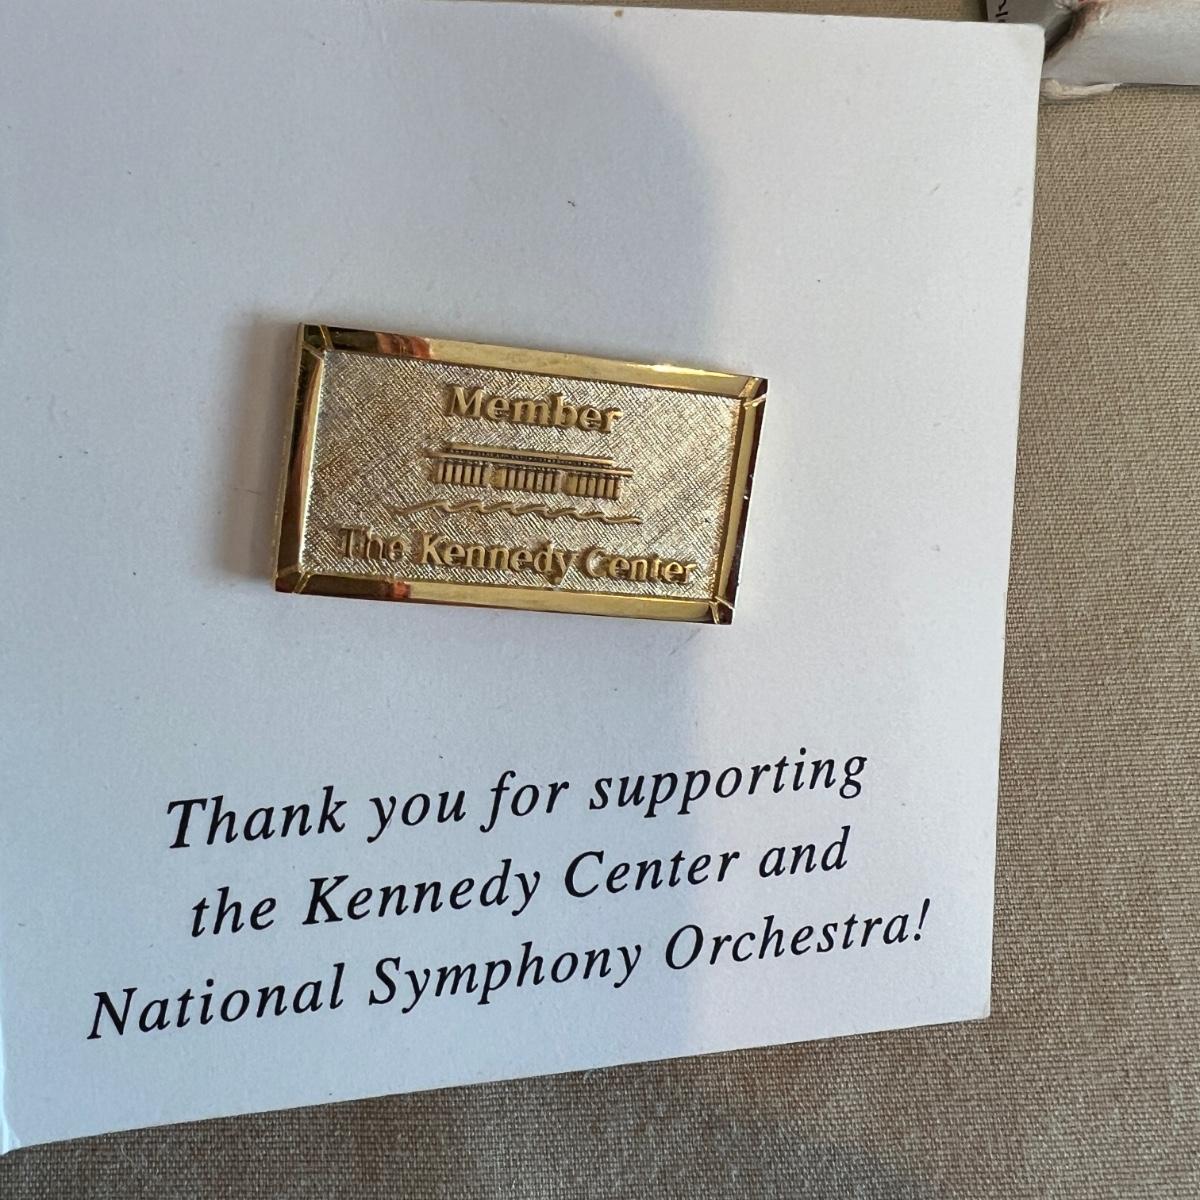 Member
The Kennedy Center
Thank you for supporting
the Kennedy Center and
National Symphony Orchestra!